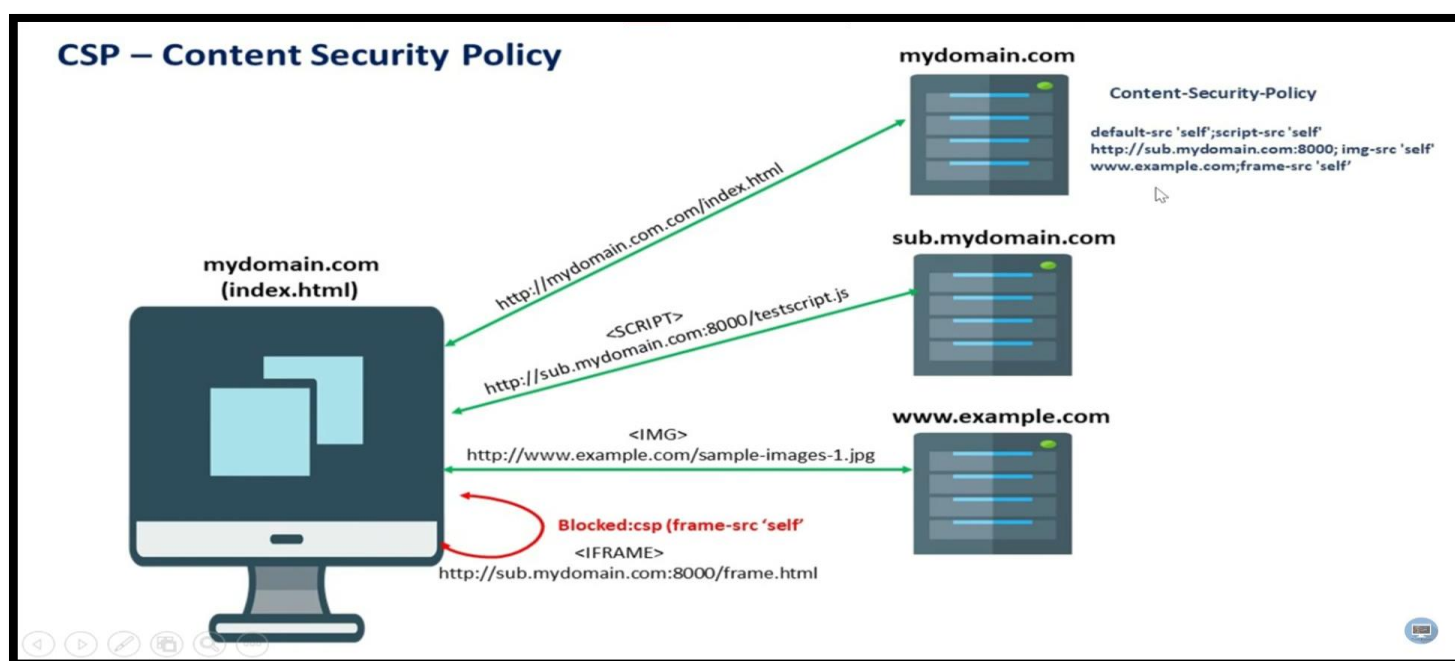 CSP – Content Security Policy
mydomain.com
Content-Security-Policy
default-src 'self';script-src 'self'
http://sub.mydomain.com:8000; img-src 'self'
www.example.com;frame-src 'self’
http://mydomain.com.com/index.html
sub.mydomain.com
mydomain.com
(index.html)
<SCRIPT>
http://sub.mydomain.com:8000/testscript.js
www.example.com
<IMG>
http://www.example.com/sample-images-1.jpg
Blocked:csp (frame-src ‘self’
<IFRAME>
http://sub.mydomain.com:8000/frame.html